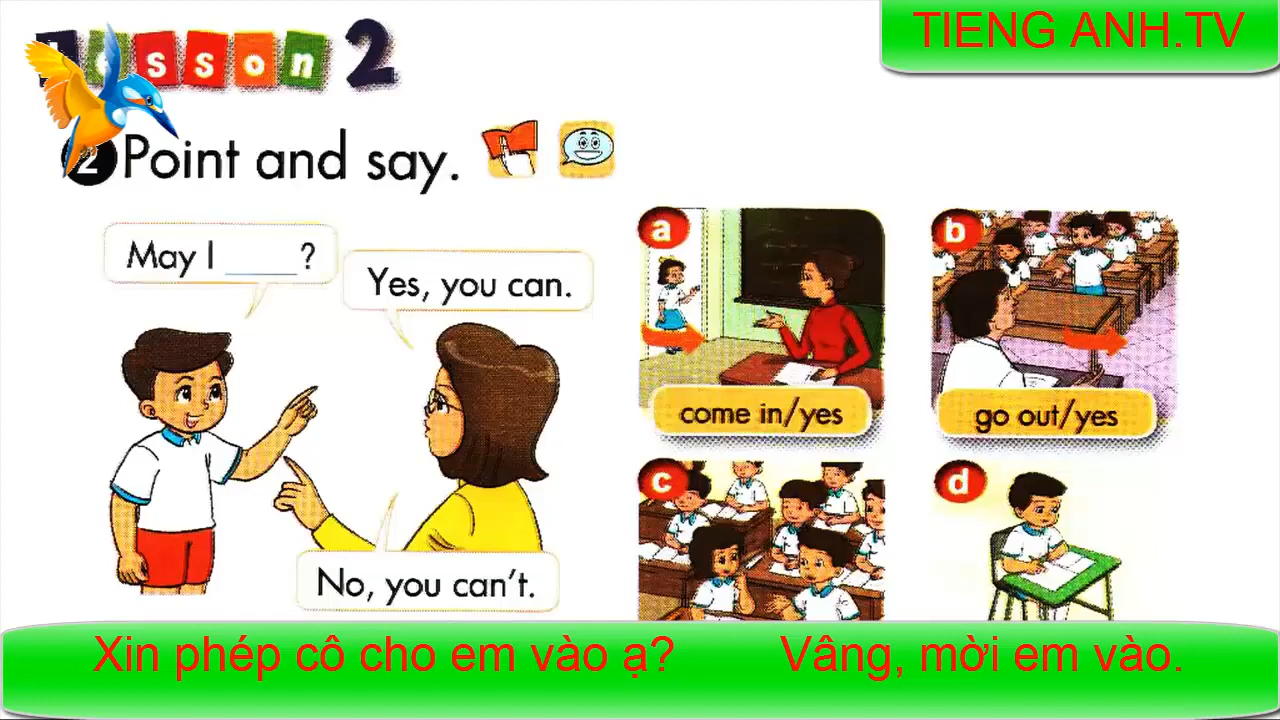 TIENG ANH.TV
Lesson 2
2 Point and say.
May I ____ ?
Yes, you can.
No, you can't.
a
come in/yes
b
go out/yes
c
d
Xin phép cô cho em vào ạ? Vâng, mời em vào.